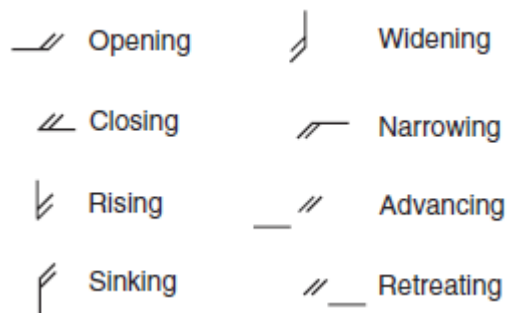 Opening
Widening
Closing
Narrowing
Rising
Advancing
Sinking
Retreating